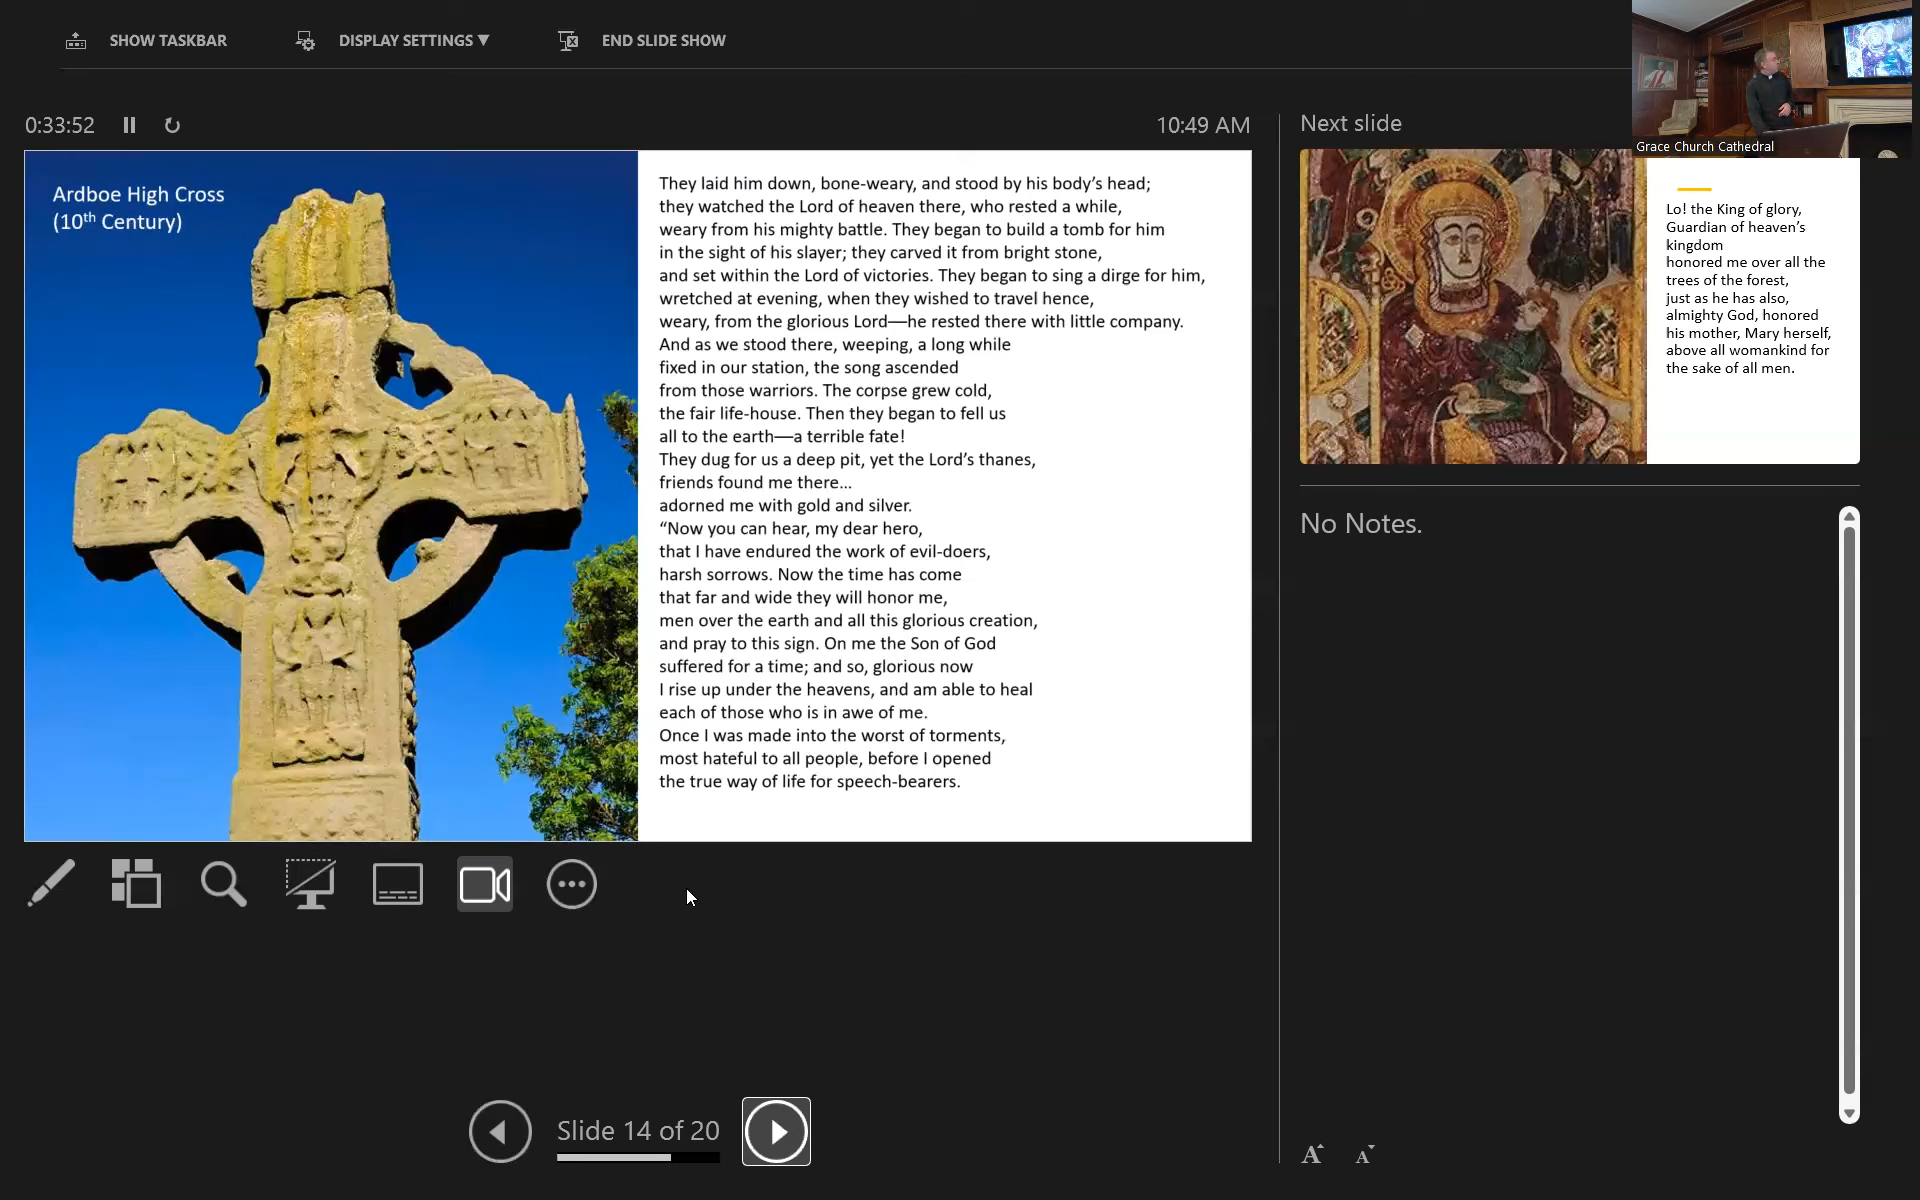 SHOW TASKBAR
DISPLAY SETTINGS ▼
END SLIDE SHOW
0:33:52
10:49 AM
Next slide
Grace Church Cathedral
Ardboe High Cross
(10th Century)
They laid him down, bone-weary, and stood by his body’s head;
they watched the Lord of heaven there, who rested a while,
weary from his mighty battle. They began to build a tomb for him
in the sight of his slayer; they carved it from bright stone,
and set within the Lord of victories. They began to sing a dirge for him,
wretched at evening, when they wished to travel hence,
weary, from the glorious Lord—he rested there with little company.
And as we stood there, weeping, a long while
fixed in our station, the song ascended
from those warriors. The corpse grew cold,
the fair life-house. Then they began to fell us
all to the earth—a terrible fate!
They dug for us a deep pit, yet the Lord’s thanes,
friends found me there...
adorned me with gold and silver.
“Now you can hear, my dear hero,
that I have endured the work of evil-doers,
harsh sorrows. Now the time has come
that far and wide they will honor me,
men over the earth and all this glorious creation,
and pray to this sign. On me the Son of God
suffered for a time; and so, glorious now
I rise up under the heavens, and am able to heal
each of those who is in awe of me.
Once I was made into the worst of torments,
most hateful to all people, before I opened
the true way of life for speech-bearers.
Lo! the King of glory,
Guardian of heaven’s
kingdom
honored me over all the
trees of the forest,
just as he has also,
almighty God, honored
his mother, Mary herself,
above all womankind for
the sake of all men.
No Notes.
Slide 14 of 20
A A